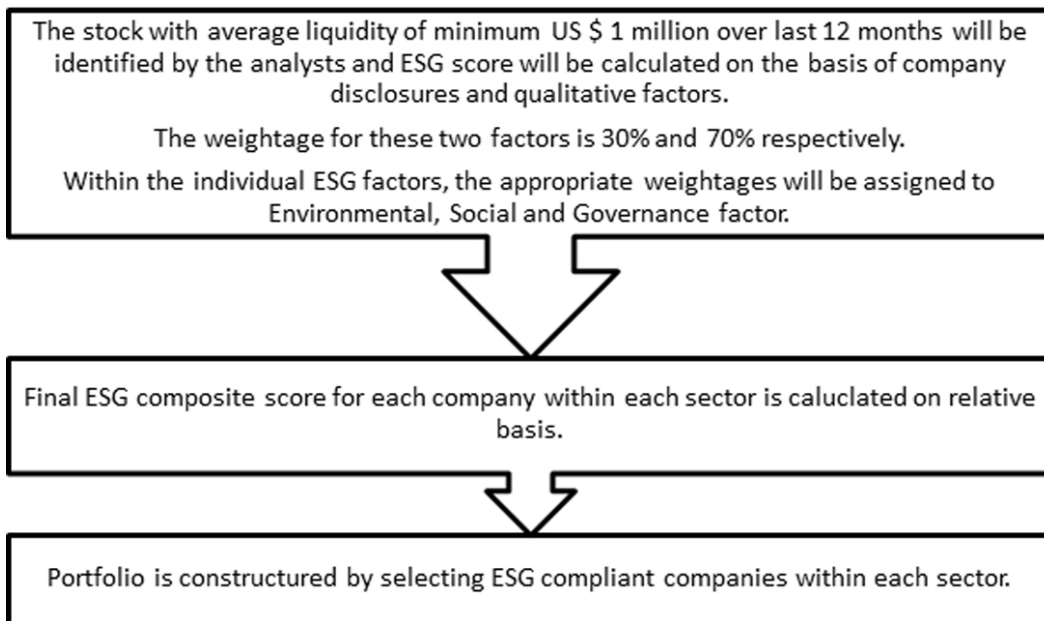 The stock with average liquidity of minimum US $ 1 million over last 12 months will be
identified by the analysts and ESG score will be calculated on the basis of company
disclosures and qualitative factors.
The weightage for these two factors is 30% and 70% respectively.
Within the individual ESG factors, the appropriate weightages will be assigned to
Environmental, Social and Governance factor.
Final ESG composite score for each company within each sector is caluclated on relative
basis.
Portfolio is constructured by selecting ESG compliant companies within each sector.